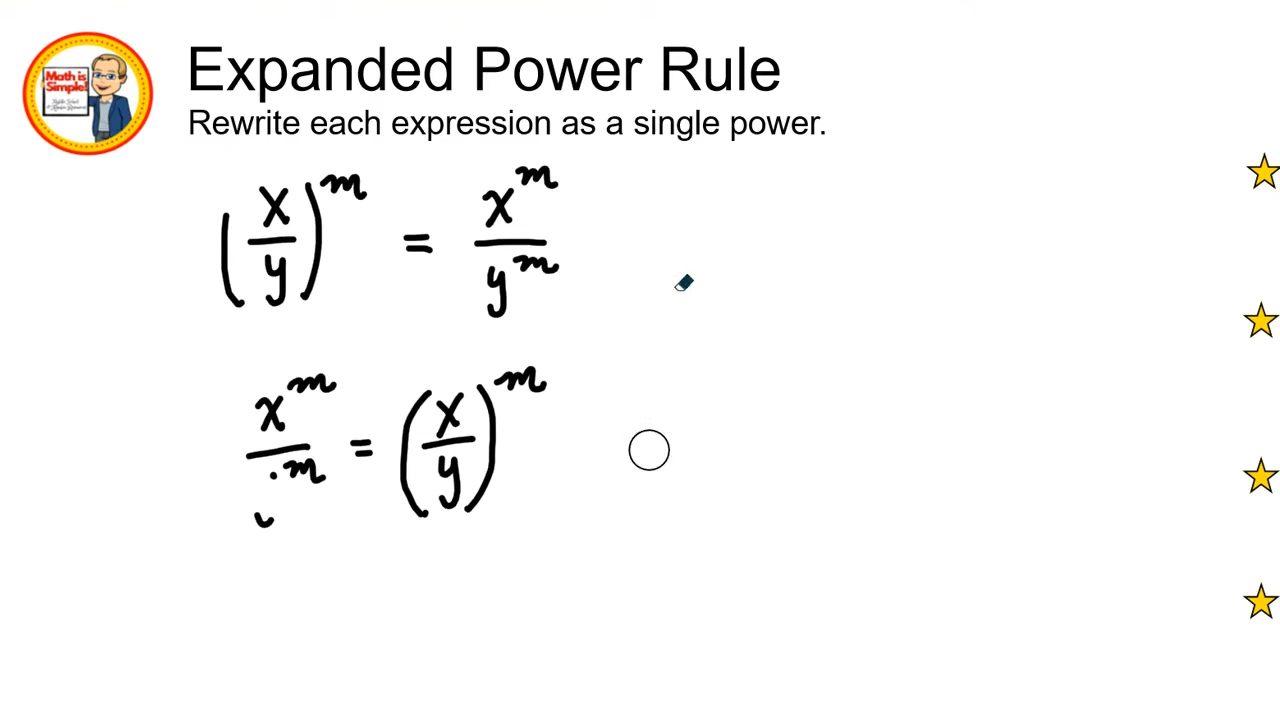 Math is
Simple!
Expanded Power Rule
Rewrite each expression as a single power.
(x/y)^m = x^m/y^m
= (x/y)^m